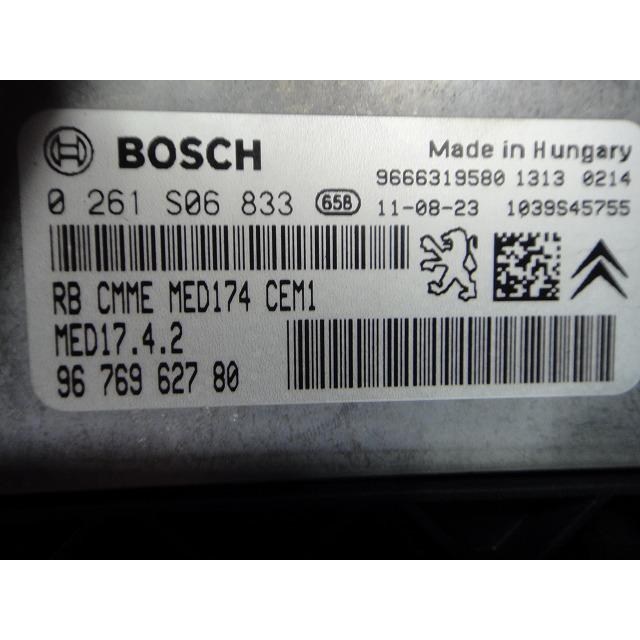 BOSCH
Made in Hungary
9666319580 1313 0214
0 261 S06 833 65B 11-08-23 1039S45755
RB CMME MED174 CEM1
MED17.4.2
96 769 627 80